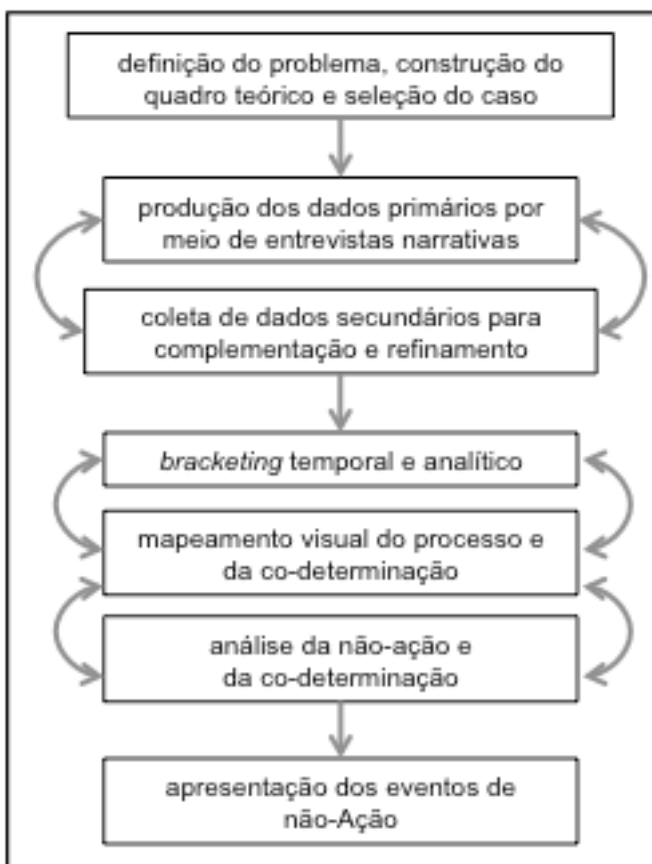 definição do problema, construção do
quadro teórico e seleção do caso
produção dos dados primários por
meio de entrevistas narrativas
coleta de dados secundários para
complementação e refinamento
bracketing temporal e analítico
mapeamento visual do processo e
da co-determinação
análise da não-ação e
da co-determinação
apresentação dos eventos de
não-Ação